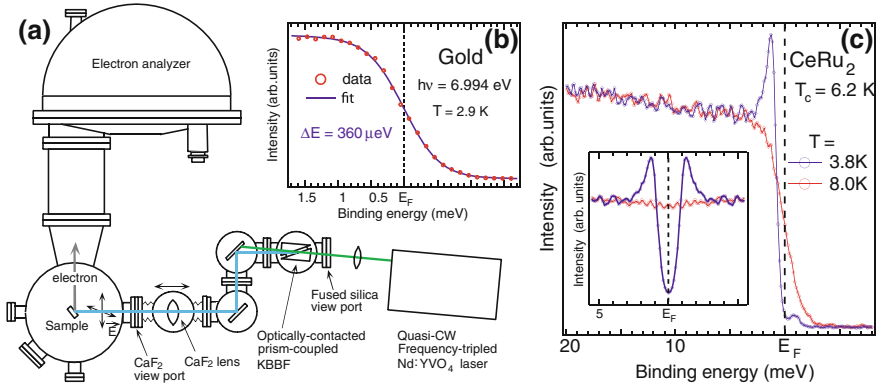 (a)
Electron analyzer
electron
Sample
E
CaF2
view port
CaF2 lens
Optically-contacted
prism-coupled
KBBF
Fused silica
view port
Quasi-CW
Frequency-tripled
Nd:YVO4 laser
(b)
Gold
data
fit
hν = 6.994 eV
T = 2.9 K
ΔE = 360 μeV
Intensity (arb.units)
1.5 1 0.5 EF
Binding energy (meV)
(c)
CeRu2
Tc = 6.2 K
T =
3.8K
8.0K
Intensity (arb.units)
Intensity (arb. units)
5 EF
20 10 EF
Binding energy (meV)